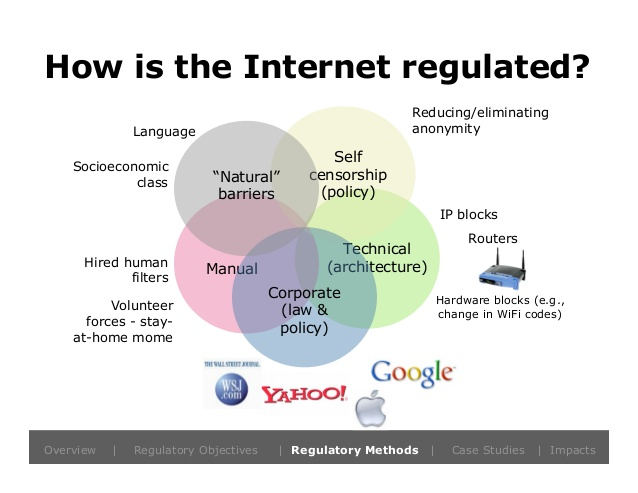 How is the Internet regulated?
Reducing/eliminating
anonymity
Language
Self
censorship
(policy)
Socioeconomic
class
“Natural”
barriers
IP blocks
Routers
Technical
(architecture)
Hired human
filters
Manual
Corporate
(law &
policy)
Hardware blocks (e.g.,
change in WiFi codes)
Volunteer
forces - stay-
at-home mome
THE WALL STREET JOURNAL
WSJ
.com
YAHOO!
Google
Overview | Regulatory Objectives | Regulatory Methods | Case Studies | Impacts